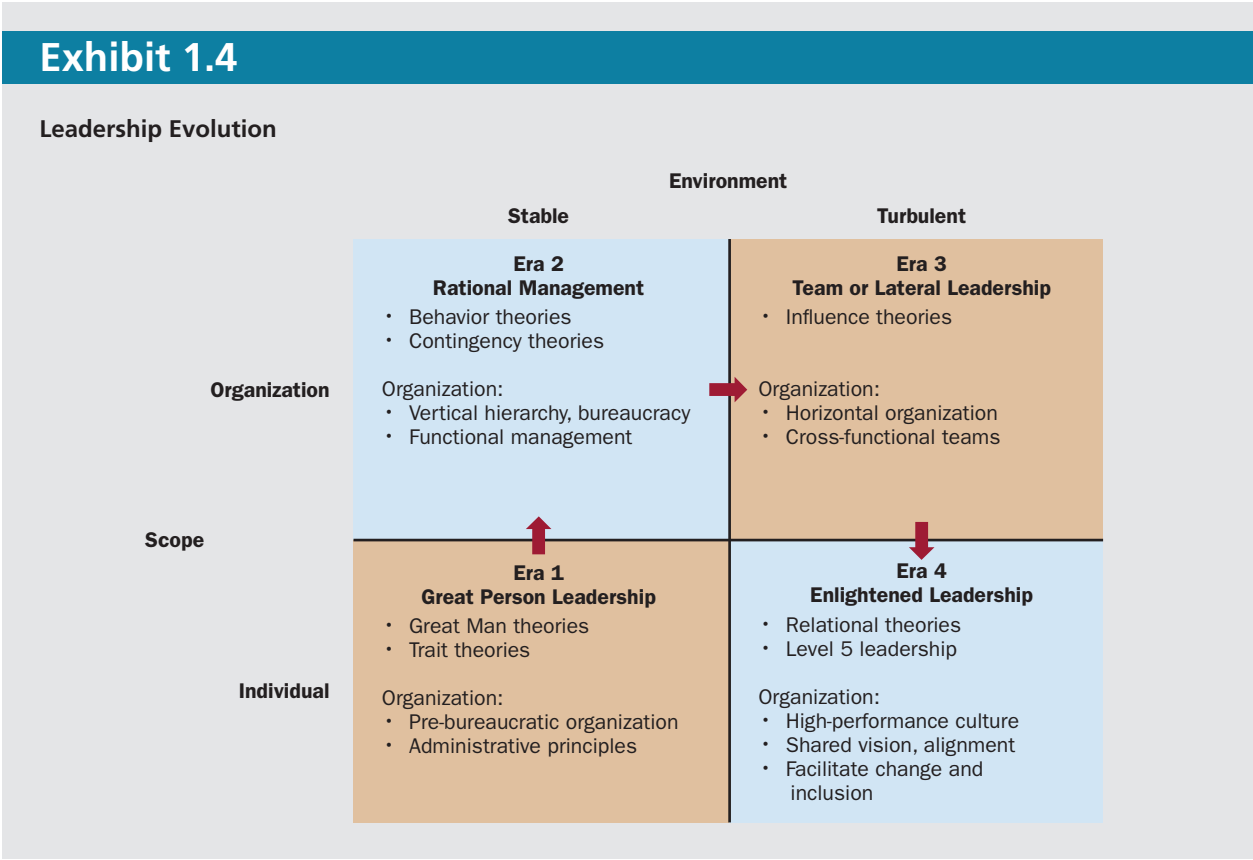 Exhibit 1.4
Leadership Evolution
Environment
Stable
Turbulent
Era 2
Rational Management
• Behavior theories
• Contingency theories
Organization:
• Vertical hierarchy, bureaucracy
• Functional management
Era 3
Team or Lateral Leadership
• Influence theories
Organization:
• Horizontal organization
• Cross-functional teams
Organization
Scope
Era 1
Great Person Leadership
• Great Man theories
• Trait theories
Organization:
• Pre-bureaucratic organization
• Administrative principles
Era 4
Enlightened Leadership
• Relational theories
• Level 5 leadership
Organization:
• High-performance culture
• Shared vision, alignment
• Facilitate change and
inclusion
Individual